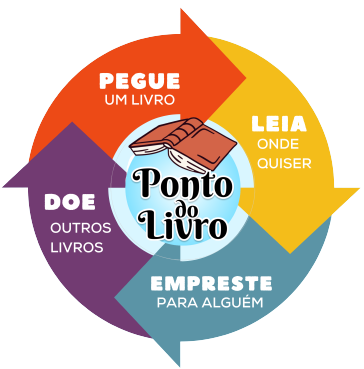 PEGUE
UM LIVRO
LEIA
ONDE
QUISER
EMPRESTE
PARA ALGUÉM
DOE
OUTROS
LIVROS
Ponto
do
Livro